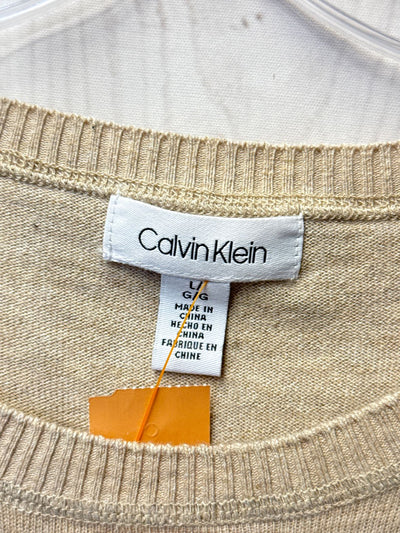 Calvin Klein
L/
G/G
MADE IN
CHINA
HECHO EN
CHINA
FABRIQUE EN
CHINE